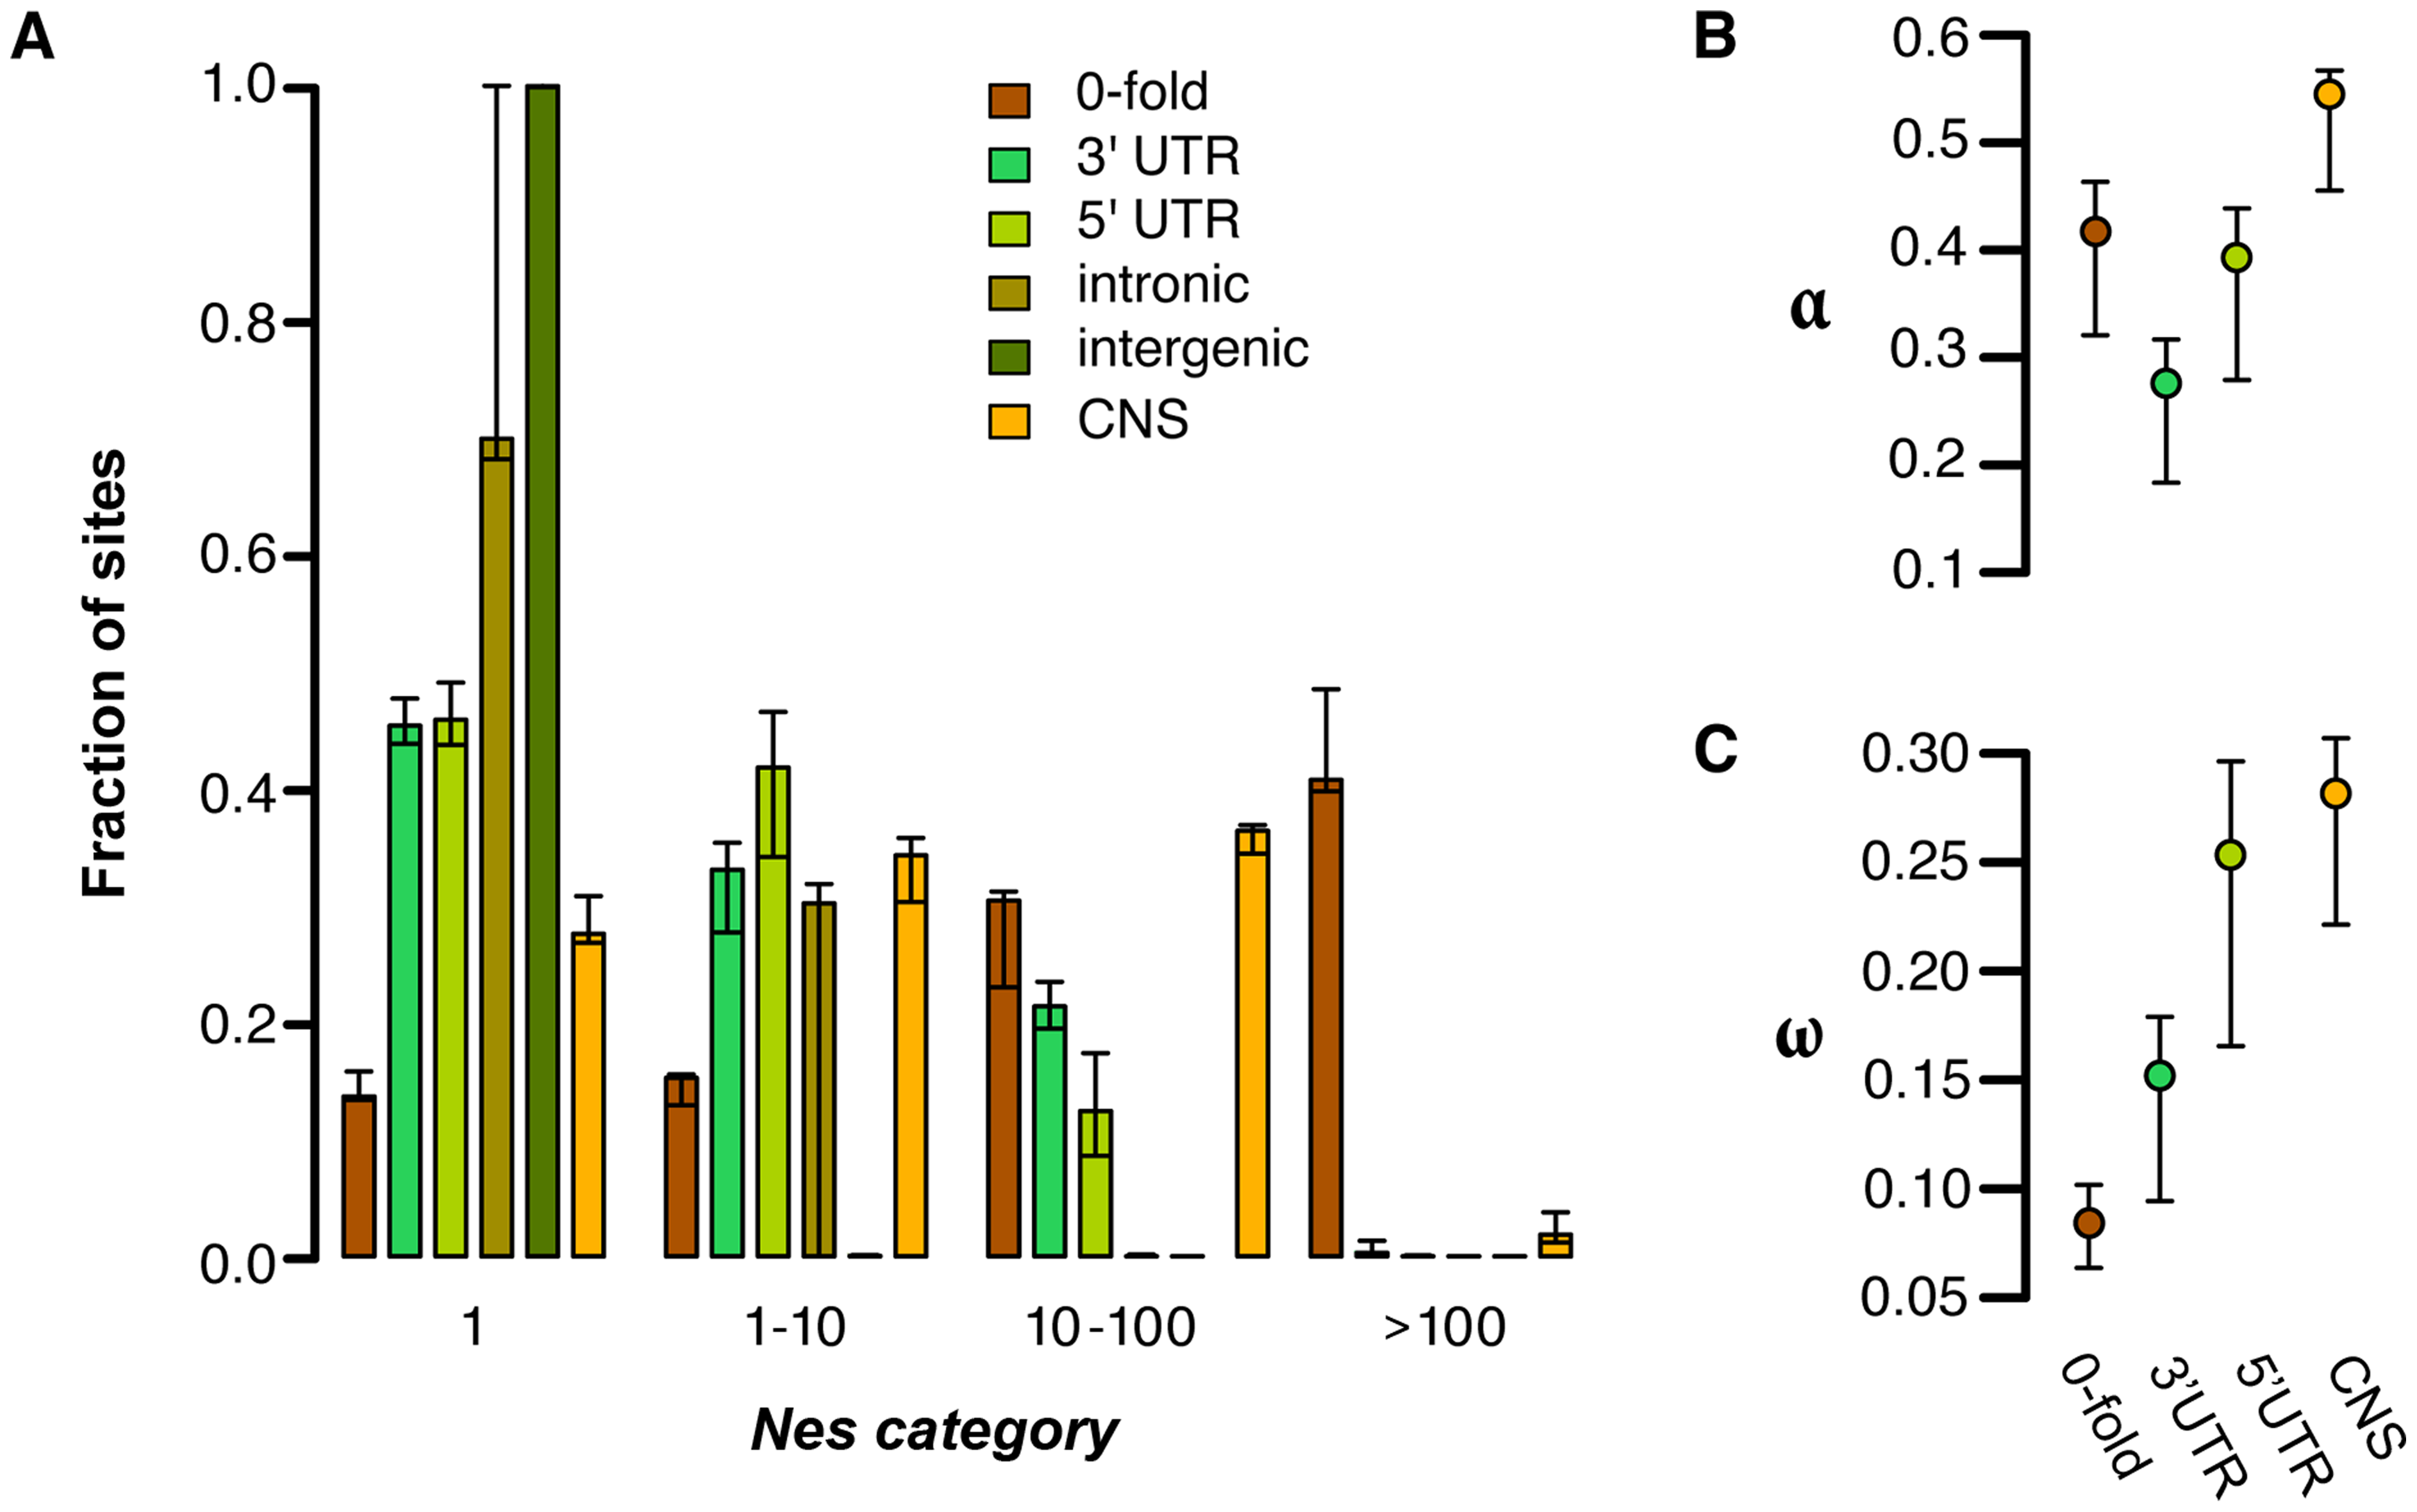 A
Fraction of sites
1.0
0.8
0.6
0.4
0.2
0.0
0-fold
3' UTR
5' UTR
intronic
intergenic
CNS
1
1-10
10-100
>100
Nes category
B
α
0.6
0.5
0.4
0.3
0.2
0.1
C
ω
0.30
0.25
0.20
0.15
0.10
0.05
0-fold
3’UTR
5’UTR
CNS